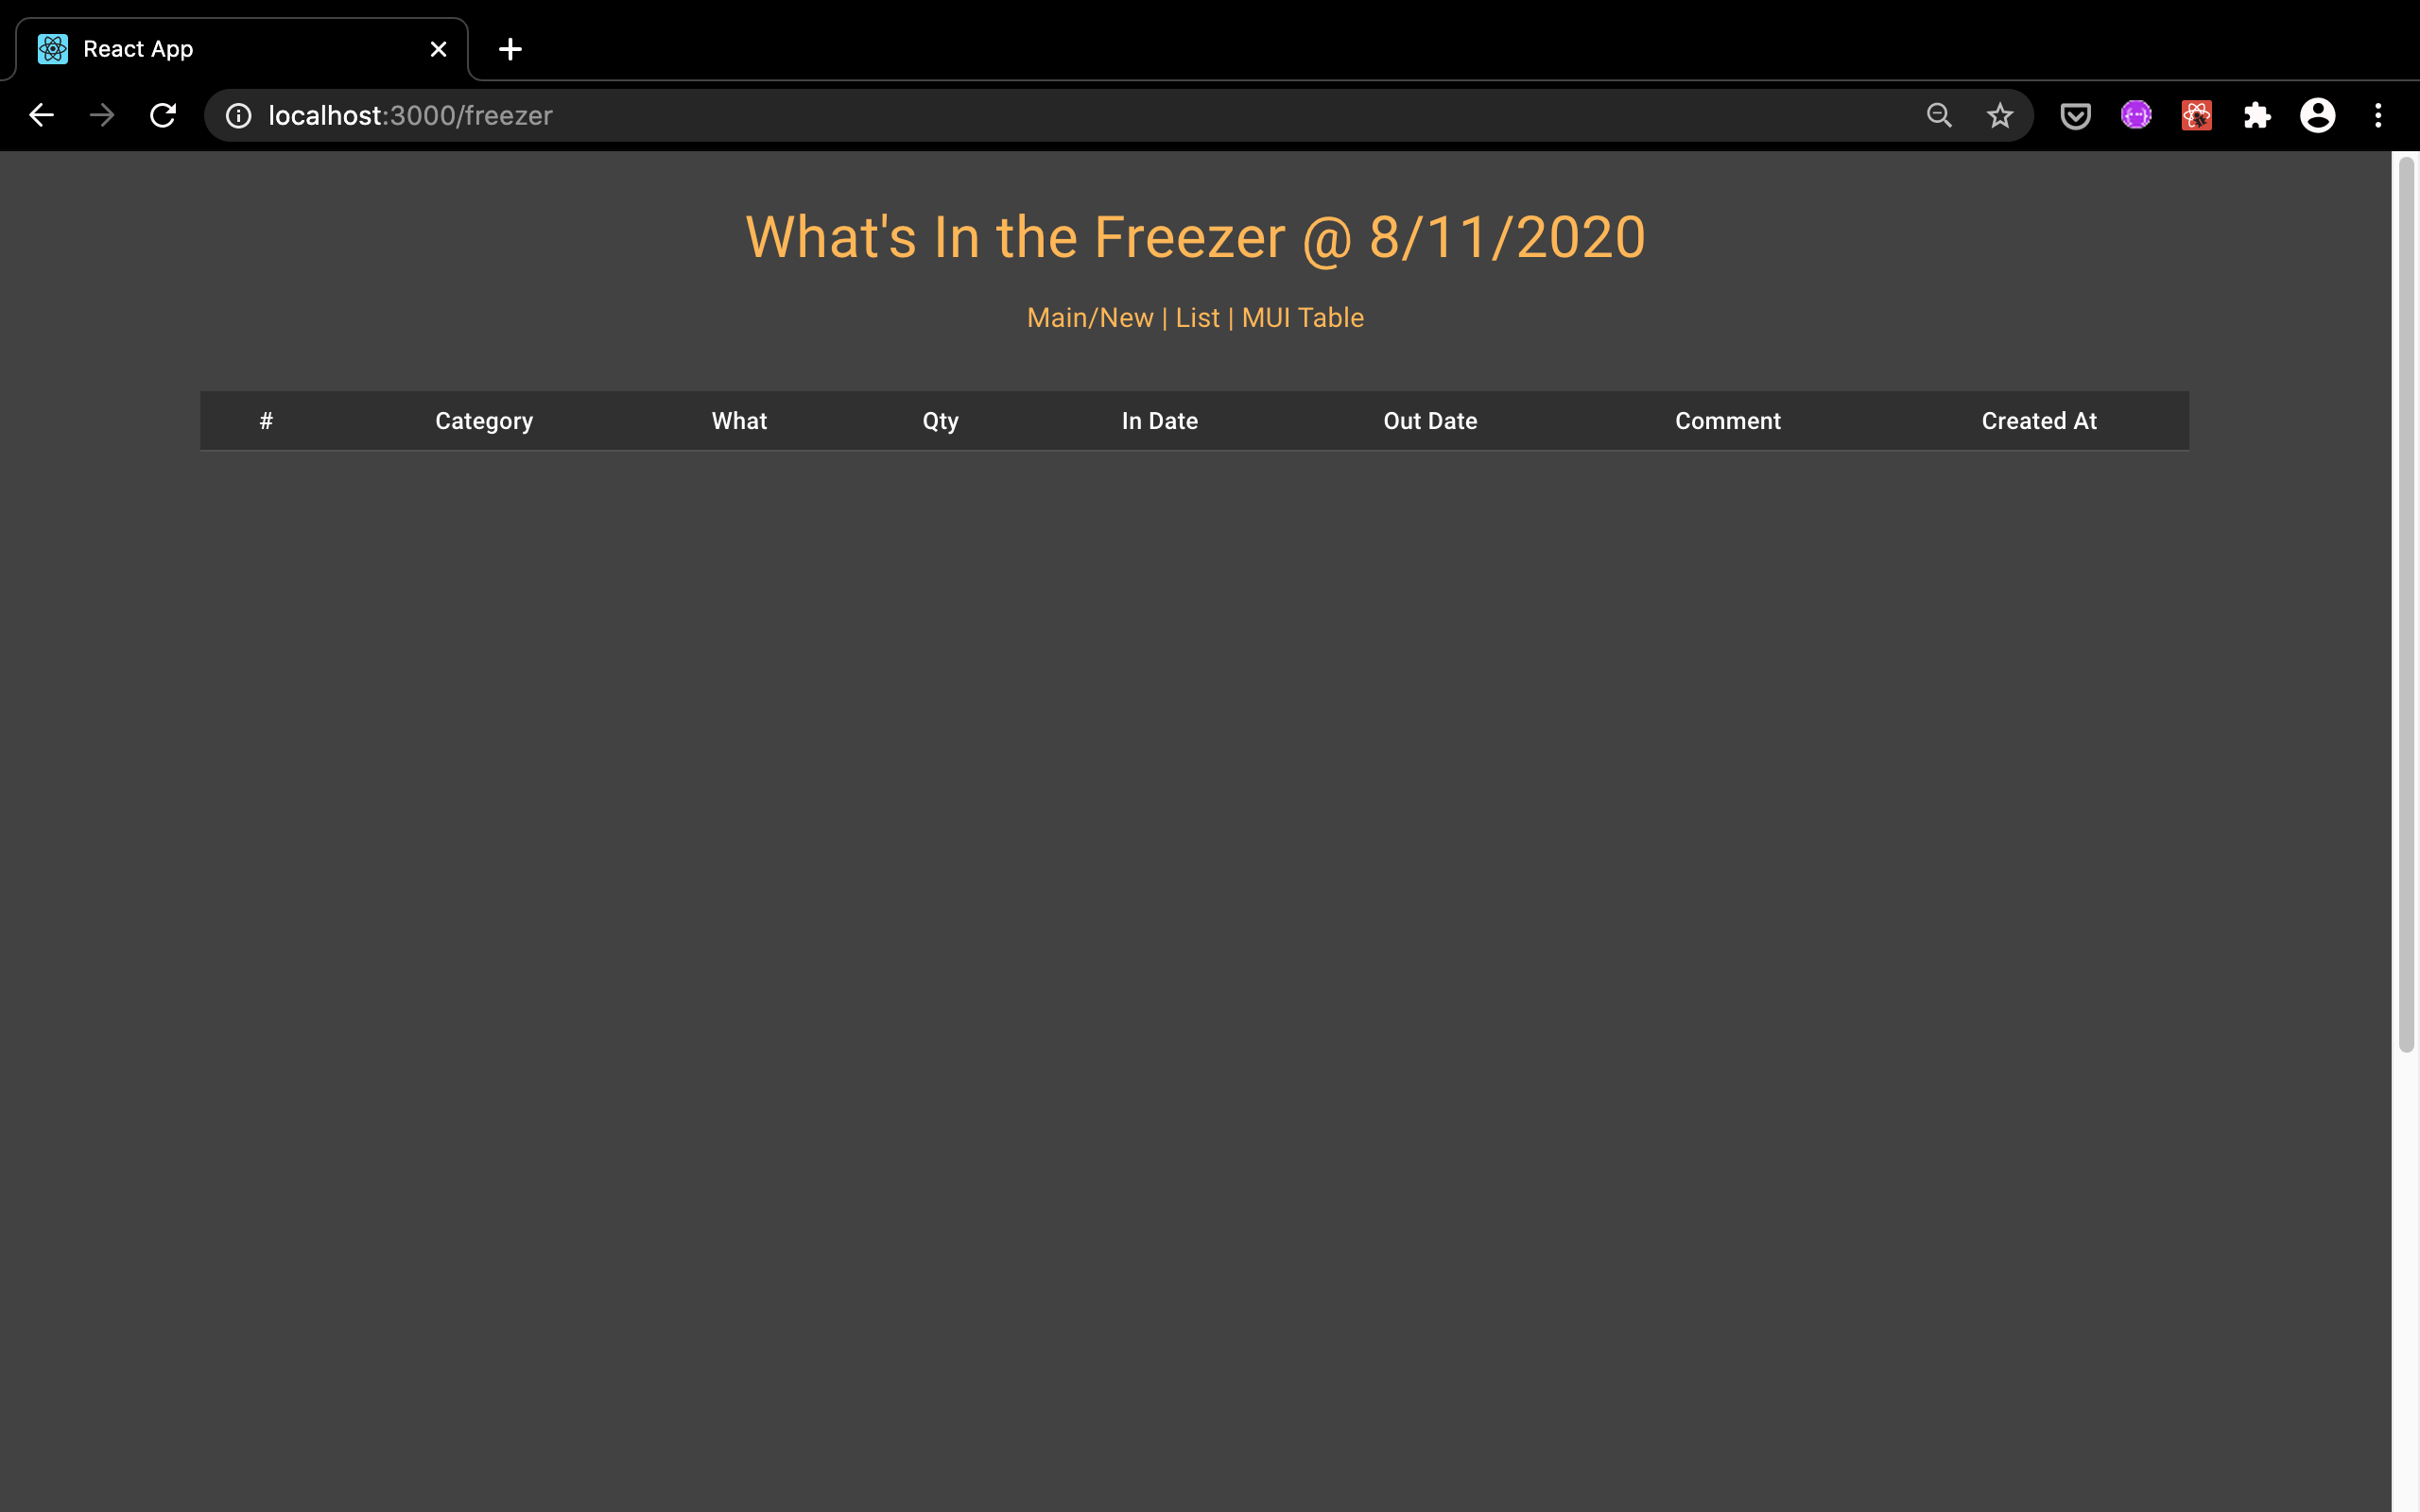 React App
localhost:3000/freezer
What's In the Freezer @ 8/11/2020
Main/New | List | MUI Table
# Category What Qty In Date Out Date Comment Created At